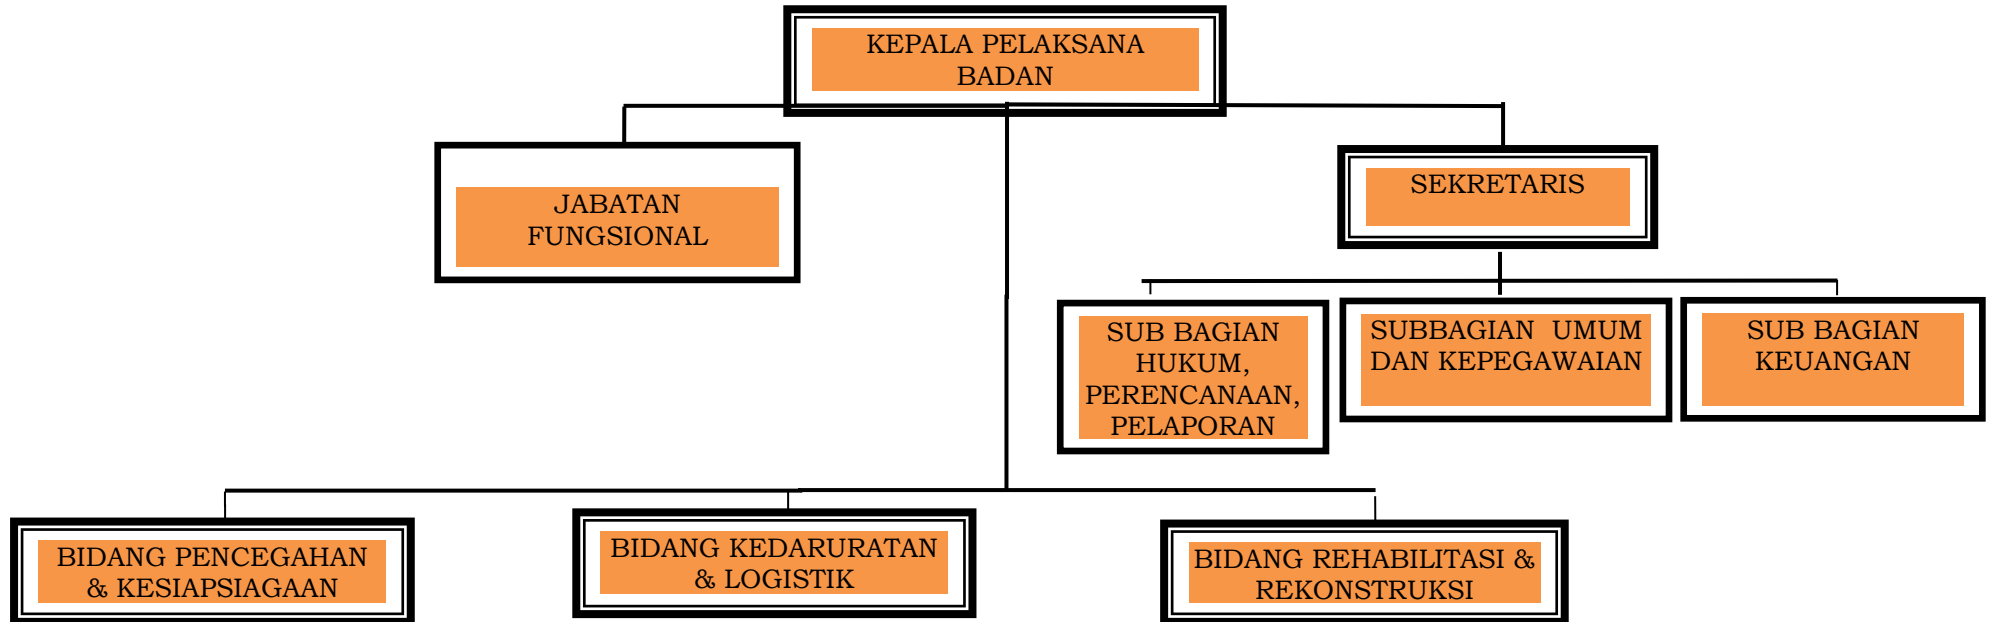 KEPALA PELAKSANA
BADAN
JABATAN
FUNGSIONAL
SEKRETARIS
SUB BAGIAN
HUKUM,
PERENCANAAN,
PELAPORAN
SUBBAGIAN UMUM
DAN KEPEGAWAIAN
SUB BAGIAN
KEUANGAN
BIDANG PENCEGAHAN
& KESIAPSIAGAAN
BIDANG KEDARURATAN
& LOGISTIK
BIDANG REHABILITASI &
REKONSTRUKSI